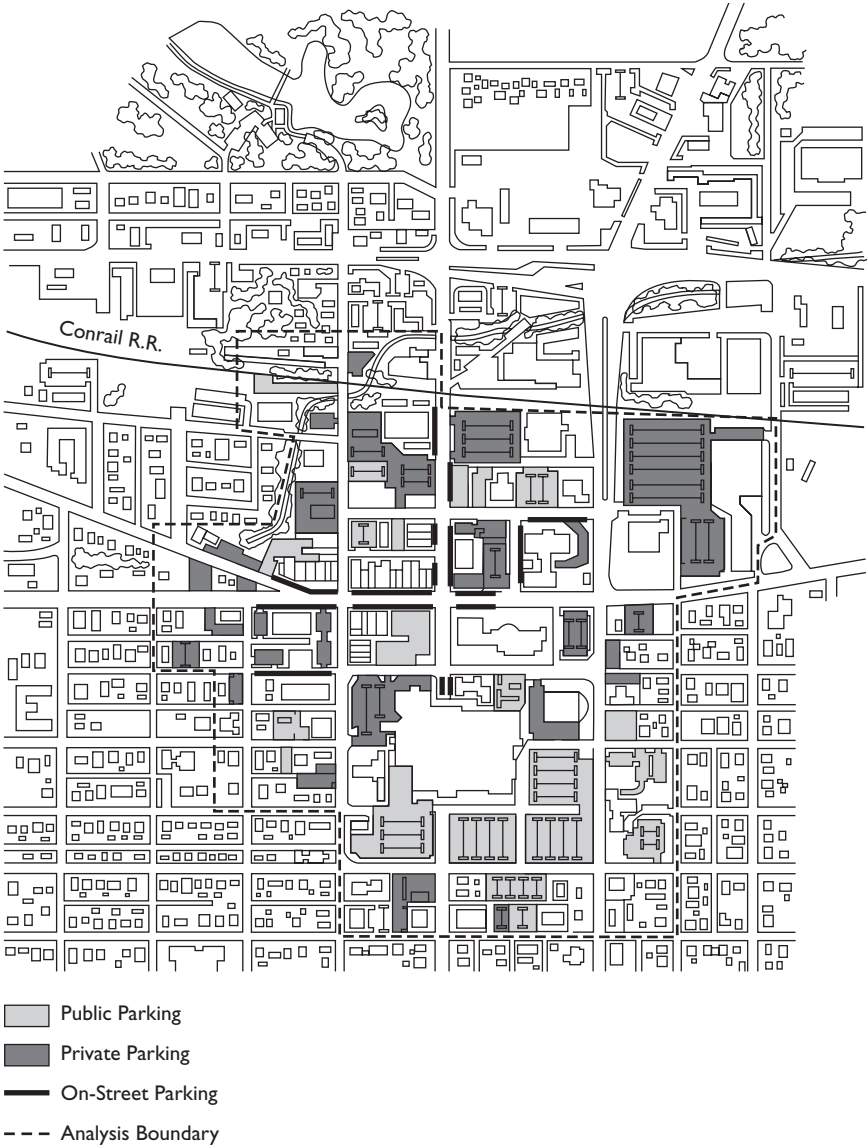 Conrail R.R.
Public Parking
Private Parking
On-Street Parking
Analysis Boundary